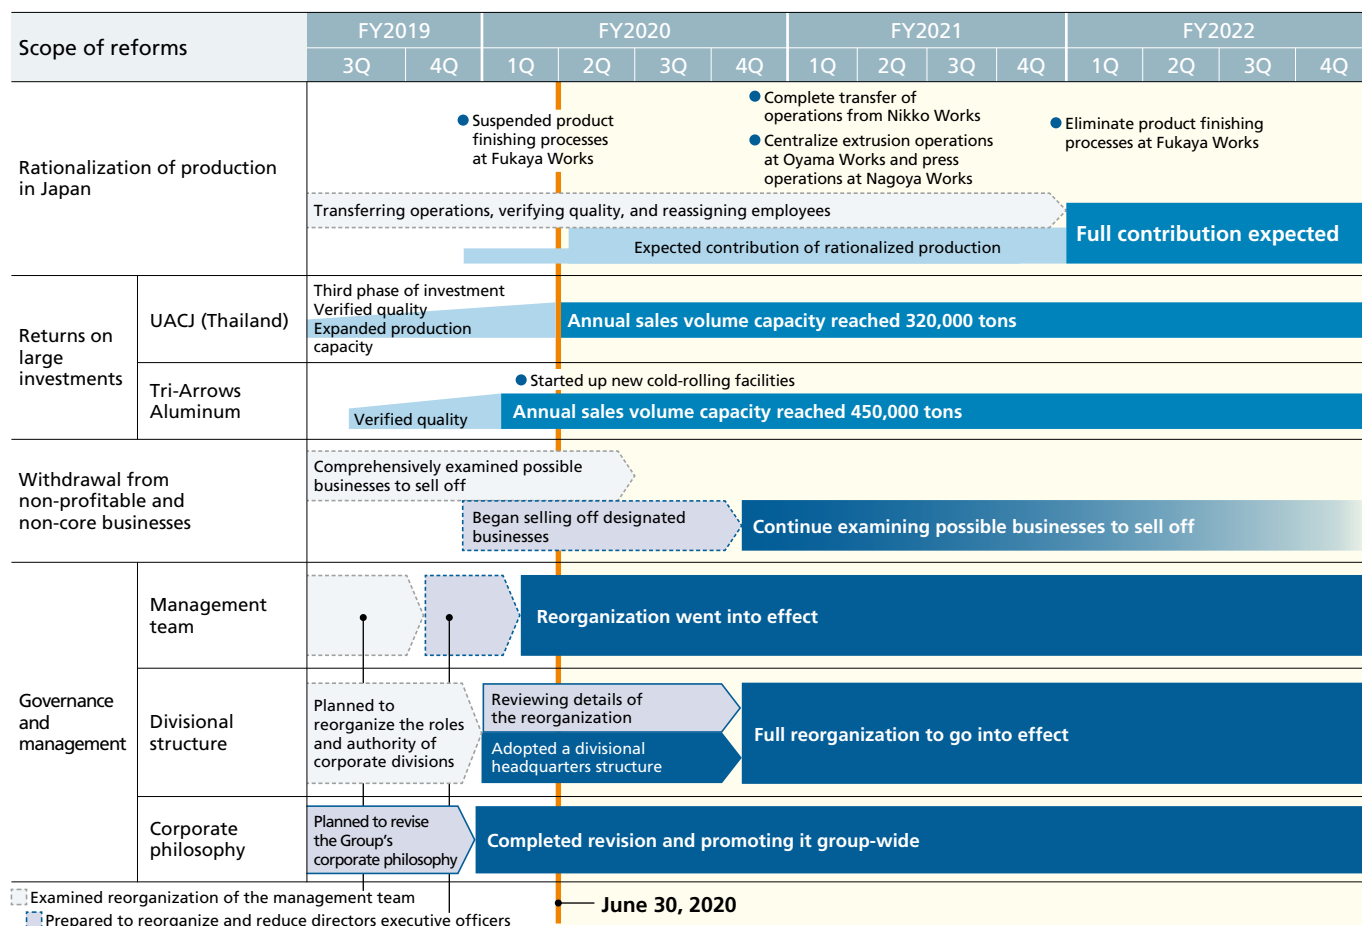 Scope of reforms
FY2019
FY2020
FY2021
FY2022
3Q
4Q
1Q
2Q
3Q
4Q
1Q
2Q
3Q
4Q
1Q
2Q
3Q
4Q
Rationalization of production
in Japan
Suspended product
finishing processes
at Fukaya Works
Complete transfer of
operations from Nikko Works
Centralize extrusion operations
at Oyama Works and press
operations at Nagoya Works
Eliminate product finishing
processes at Fukaya Works
Transferring operations, verifying quality, and reassigning employees
Expected contribution of rationalized production
Full contribution expected
Returns on
large
investments
UACJ (Thailand)
Third phase of investment
Verified quality
Expanded production
capacity
Annual sales volume capacity reached 320,000 tons
Tri-Arrows
Aluminum
Started up new cold-rolling facilities
Verified quality
Annual sales volume capacity reached 450,000 tons
Withdrawal from
non-profitable and
non-core businesses
Comprehensively examined possible
businesses to sell off
Began selling off designated
businesses
Continue examining possible businesses to sell off
Governance
and
management
Management
team
Reorganization went into effect
Divisional
structure
Planned to
reorganize the roles
and authority of
corporate divisions
Reviewing details of
the reorganization
Adopted a divisional
headquarters structure
Full reorganization to go into effect
Corporate
philosophy
Planned to revise
the Group's
corporate philosophy
Completed revision and promoting it group-wide
Examined reorganization of the management team
Prepared to reorganize and reduce directors executive officers
June 30, 2020